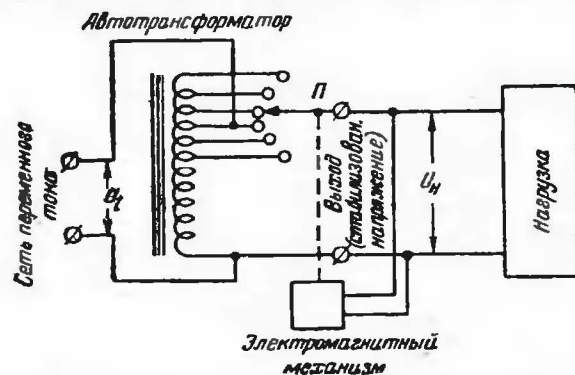 Автотрансформатор
П
Сеть переменного
тока
U₁
Выход
(стабилизован.
напряжение)
Uн
Нагрузка
Электромагнитный
механизм